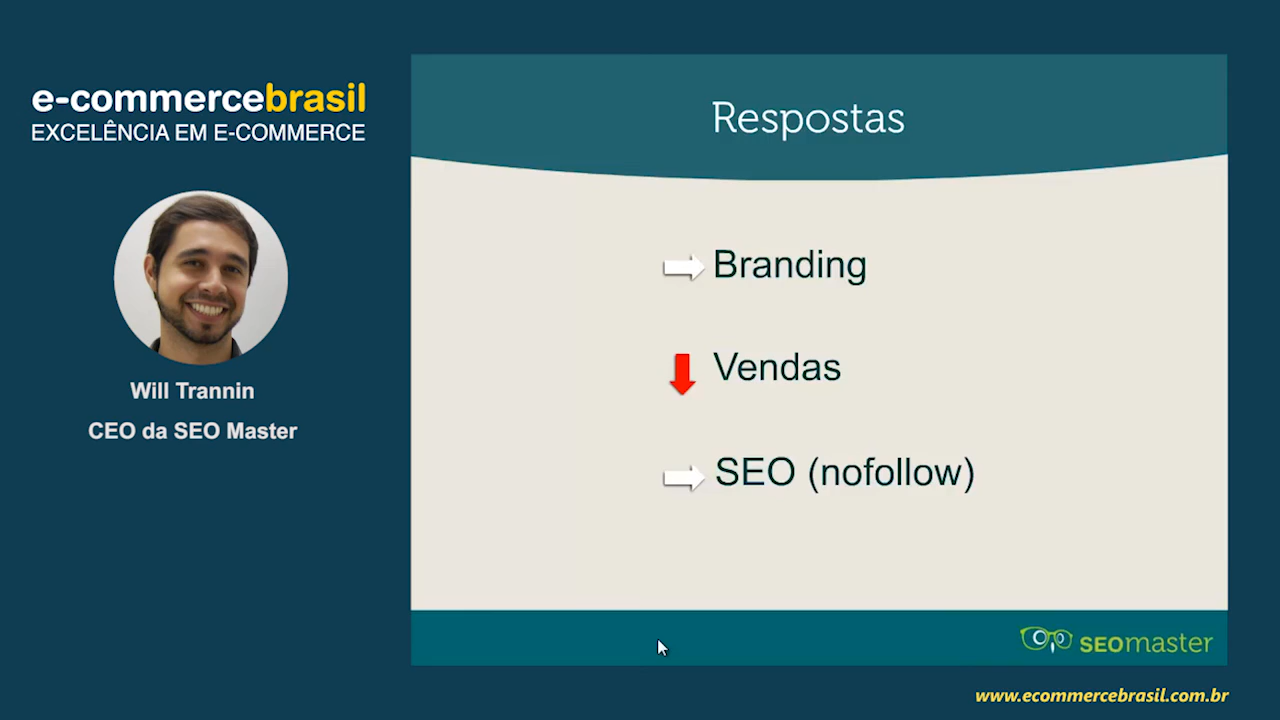 e-commercebrasil
EXCELÊNCIA EM E-COMMERCE
Will Trannin
CEO da SEO Master
Respostas
Branding
Vendas
SEO (nofollow)
SEOmaster
www.ecommercebrasil.com.br